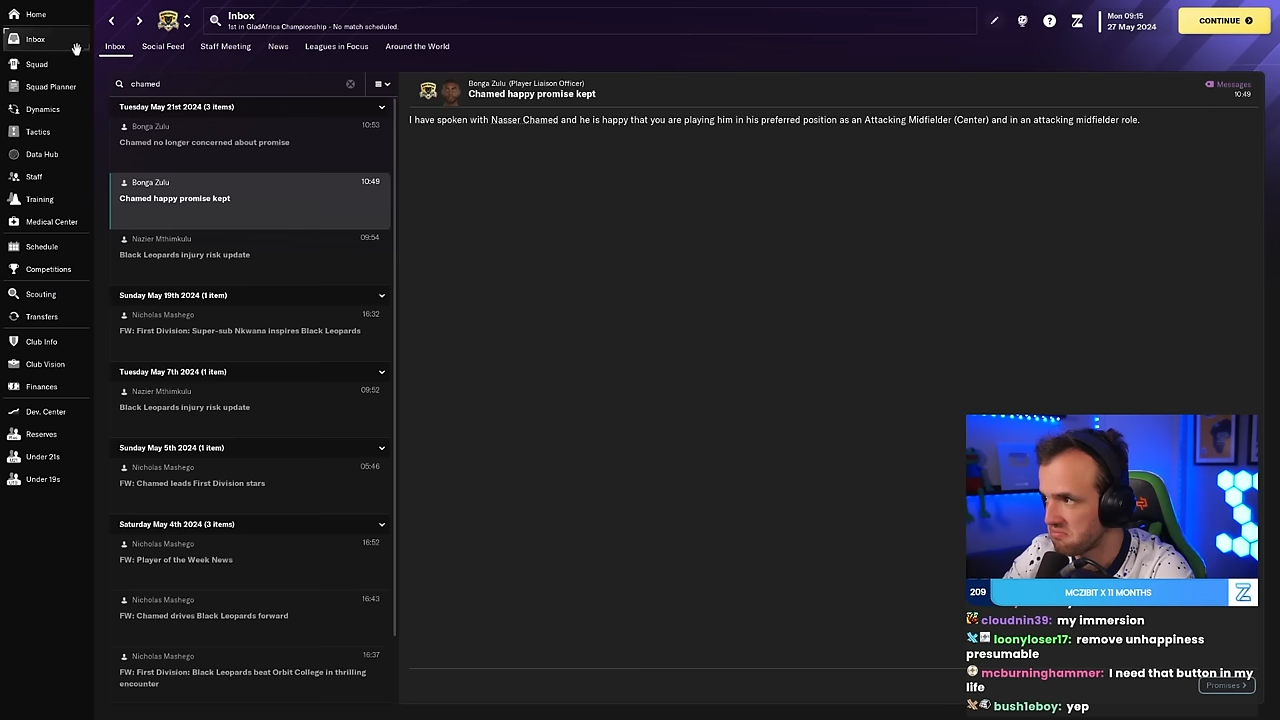 Home
Inbox
Squad
Squad Planner
Dynamics
Tactics
Data Hub
Staff
Training
Medical Center
Schedule
Competitions
Scouting
Transfers
Club Info
Club Vision
Finances
Dev. Center
Reserves
Under 21s
Under 19s
Inbox
1st in GladAfrica Championship - No match scheduled.
Mon 09:15
27 May 2024
CONTINUE
Inbox
Social Feed
Staff Meeting
News
Leagues in Focus
Around the World
chamed
Tuesday May 21st 2024 (3 items)
Bonga Zulu 10:53
Chamed no longer concerned about promise
Bonga Zulu 10:49
Chamed happy promise kept
Nazier Mthimkulu 09:54
Black Leopards injury risk update
Sunday May 19th 2024 (1 item)
Nicholas Mashego 16:32
FW: First Division: Super-sub Nkwana inspires Black Leopards
Tuesday May 7th 2024 (1 item)
Nazier Mthimkulu 09:52
Black Leopards injury risk update
Sunday May 5th 2024 (1 item)
Nicholas Mashego 05:46
FW: Chamed leads First Division stars
Saturday May 4th 2024 (3 items)
Nicholas Mashego 16:52
FW: Player of the Week News
Nicholas Mashego 16:43
FW: Chamed drives Black Leopards forward
Nicholas Mashego 16:37
FW: First Division: Black Leopards beat Orbit College in thrilling
encounter
Bonga Zulu (Player Liaison Officer)
Chamed happy promise kept
Messages
10:49
I have spoken with Nasser Chamed and he is happy that you are playing him in his preferred position as an Attacking Midfielder (Center) and in an attacking midfielder role.
209 MCZIBIT X 11 MONTHS
cloudnin39: my immersion
loonyloser17: remove unhappiness
presumable
mcburninghammer: I need that button in my
life
Promises
bush1eboy: yep